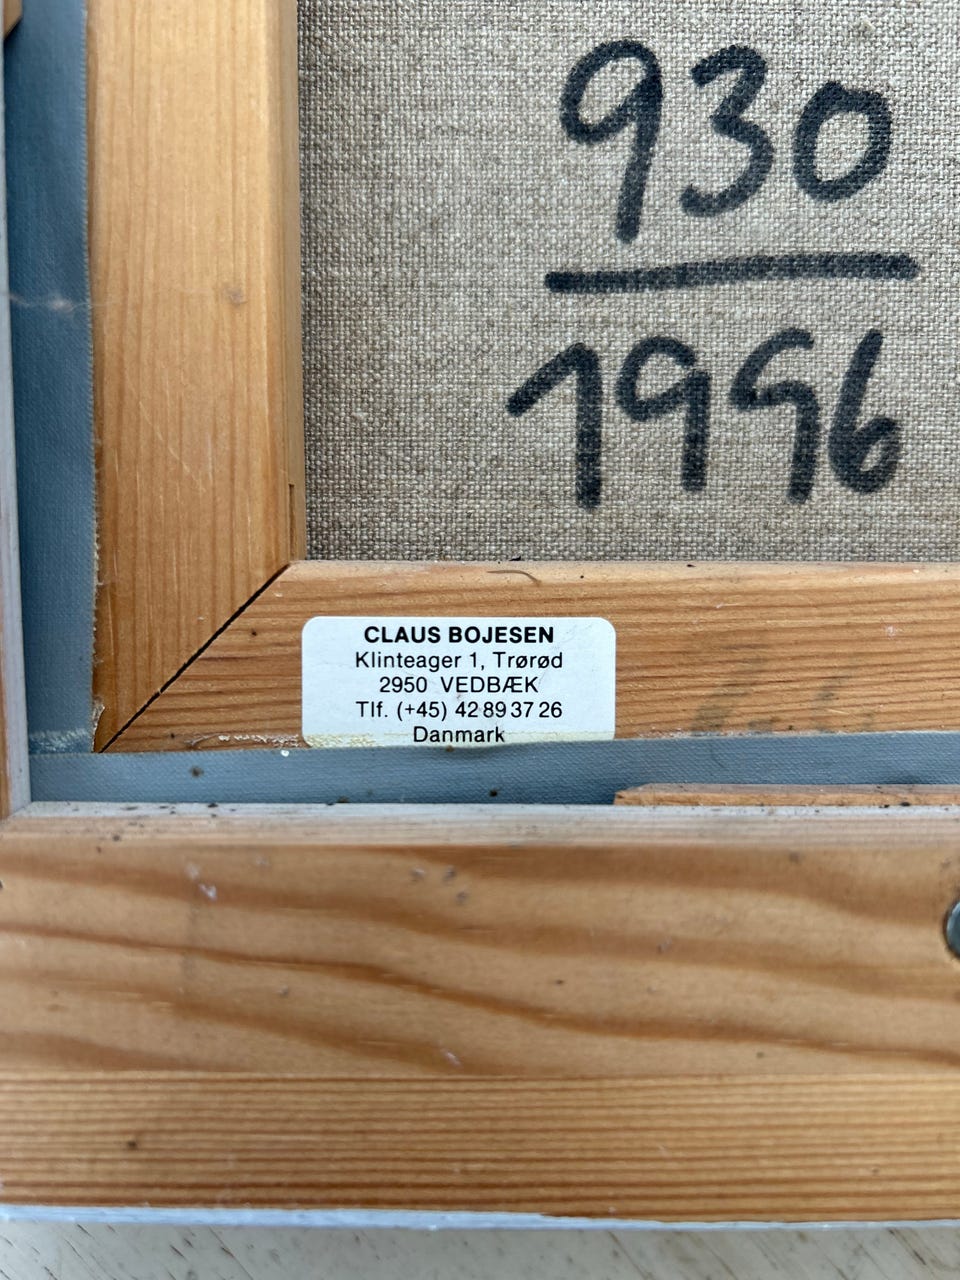 930
1996
CLAUS BOJESEN
Klinteager 1, Trørød
2950 VEDBÆK
Tlf. (+45) 42 89 37 26
Danmark